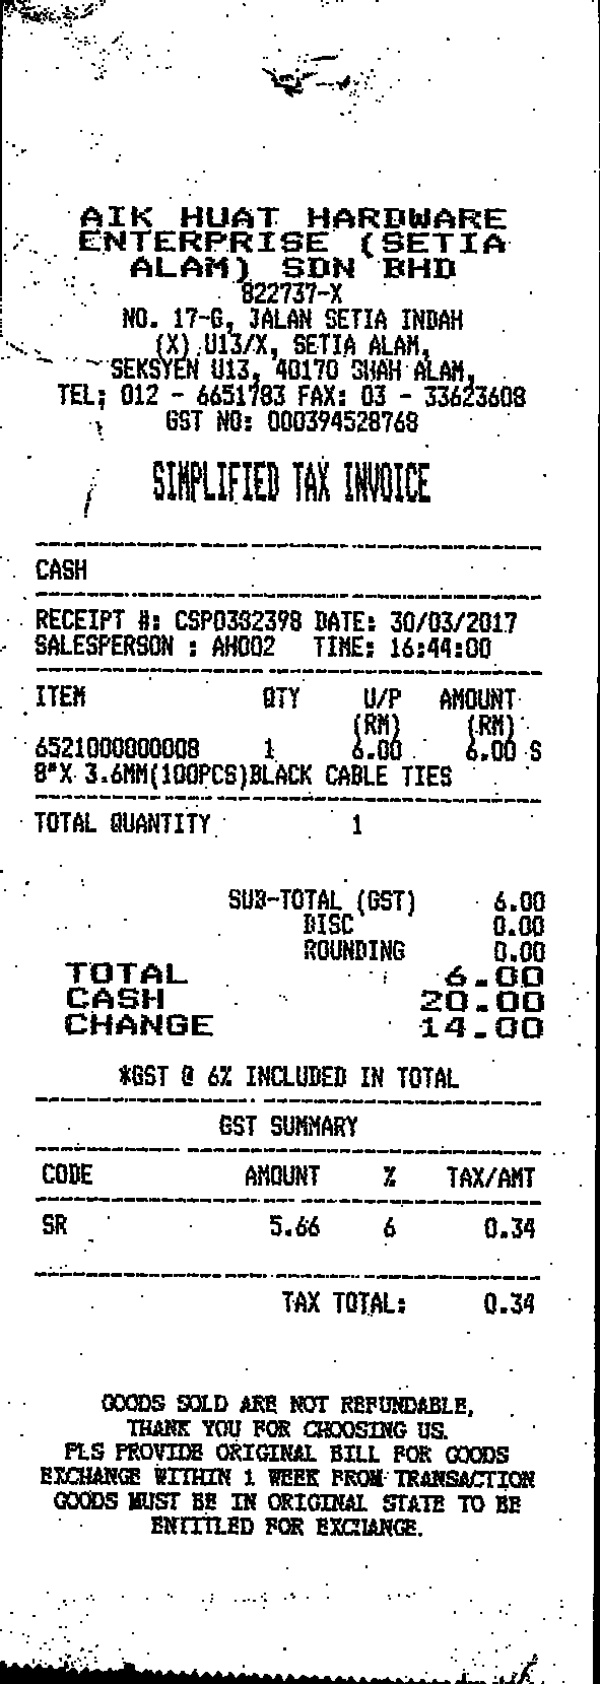 AIK HUAT HARDWARE
ENTERPRISE (SETIA
ALAM) SDN BHD
822737-X
NO. 17-G, JALAN SETIA INDAH
(X) U13/X, SETIA ALAM,
SEKSYEN U13, 40170 SHAH ALAM,
TEL: 012 - 6651783 FAX: 03 - 33623608
GST NO: 000394528768
SIMPLIFIED TAX INVOICE
CASH
RECEIPT #: CSP0382398 DATE: 30/03/2017
SALESPERSON : AH002 TIME: 16:44:00
ITEM QTY U/P AMOUNT
(RM) (RM)
6521000000008 1 6.00 6.00 S
8"X 3.6MM(100PCS)BLACK CABLE TIES
TOTAL QUANTITY 1
SUB-TOTAL (GST) 6.00
DISC 0.00
ROUNDING 0.00
TOTAL 6.00
CASH 20.00
CHANGE 14.00
*GST @ 6% INCLUDED IN TOTAL
GST SUMMARY
CODE AMOUNT % TAX/AMT
SR 5.66 6 0.34
TAX TOTAL: 0.34
GOODS SOLD ARE NOT REFUNDABLE,
THANK YOU FOR CHOOSING US.
PLS PROVIDE ORIGINAL BILL FOR GOODS
EXCHANGE WITHIN 1 WEEK FROM TRANSACTION
GOODS MUST BE IN ORIGINAL STATE TO BE
ENTITLED FOR EXCHANGE.